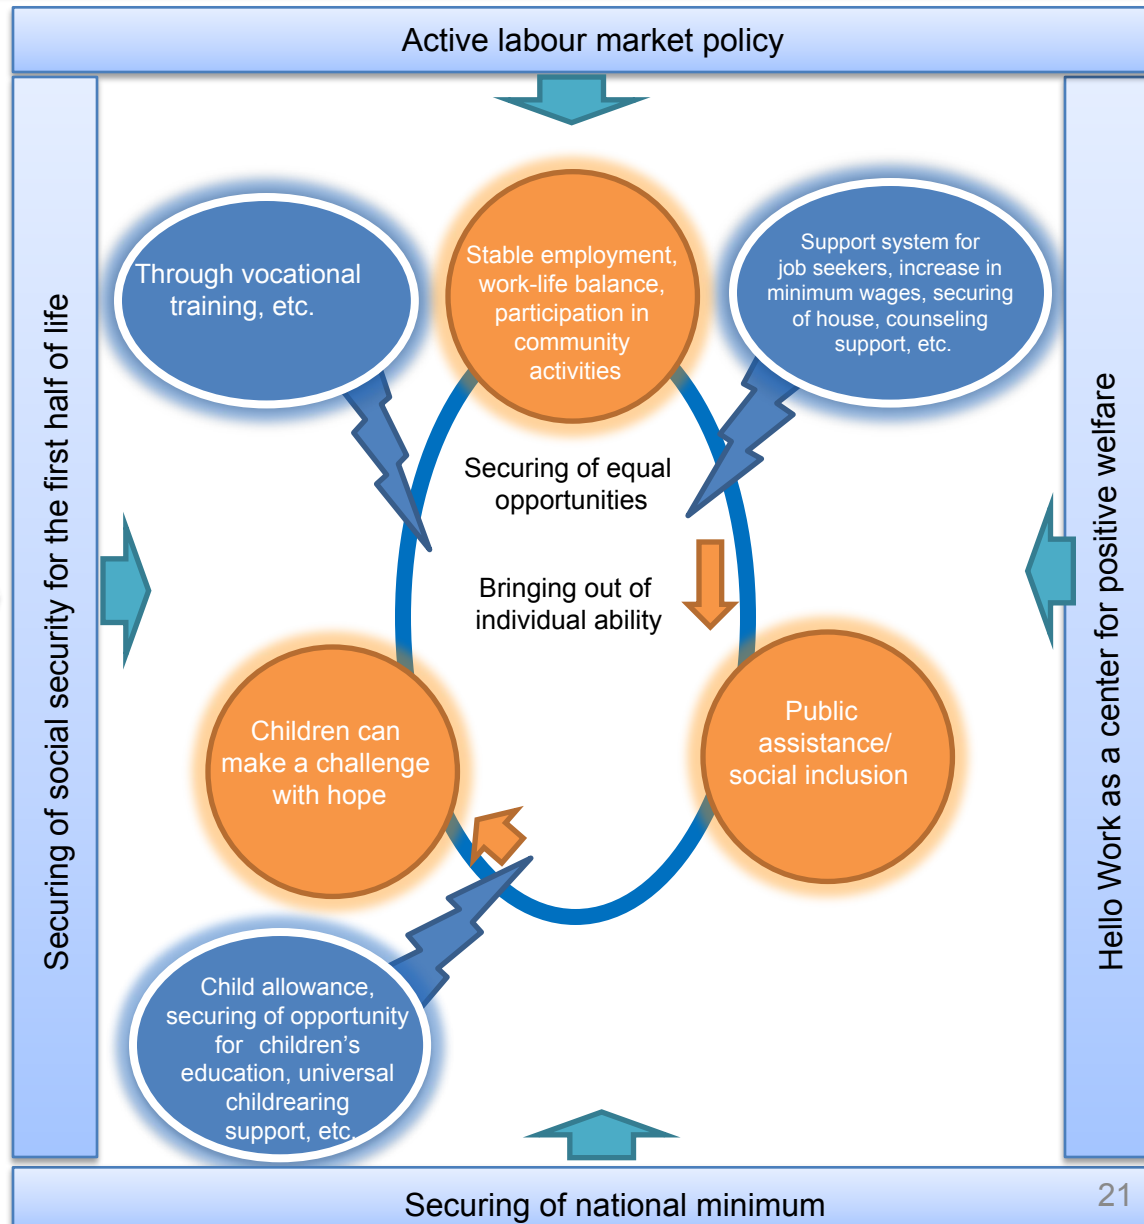 Active labour market policy
Securing of social security for the first half of life
Through vocational
training, etc.
Stable employment,
work-life balance,
participation in
community
activities
Support system for
job seekers, increase in
minimum wages, securing
of house, counseling
support, etc.
Hello Work as a center for positive welfare
Securing of equal
opportunities
Bringing out of
individual ability
Children can
make a challenge
with hope
Public
assistance/
social inclusion
Child allowance,
securing of opportunity
for children’s
education, universal
childrearing
support, etc.
Securing of national minimum
21